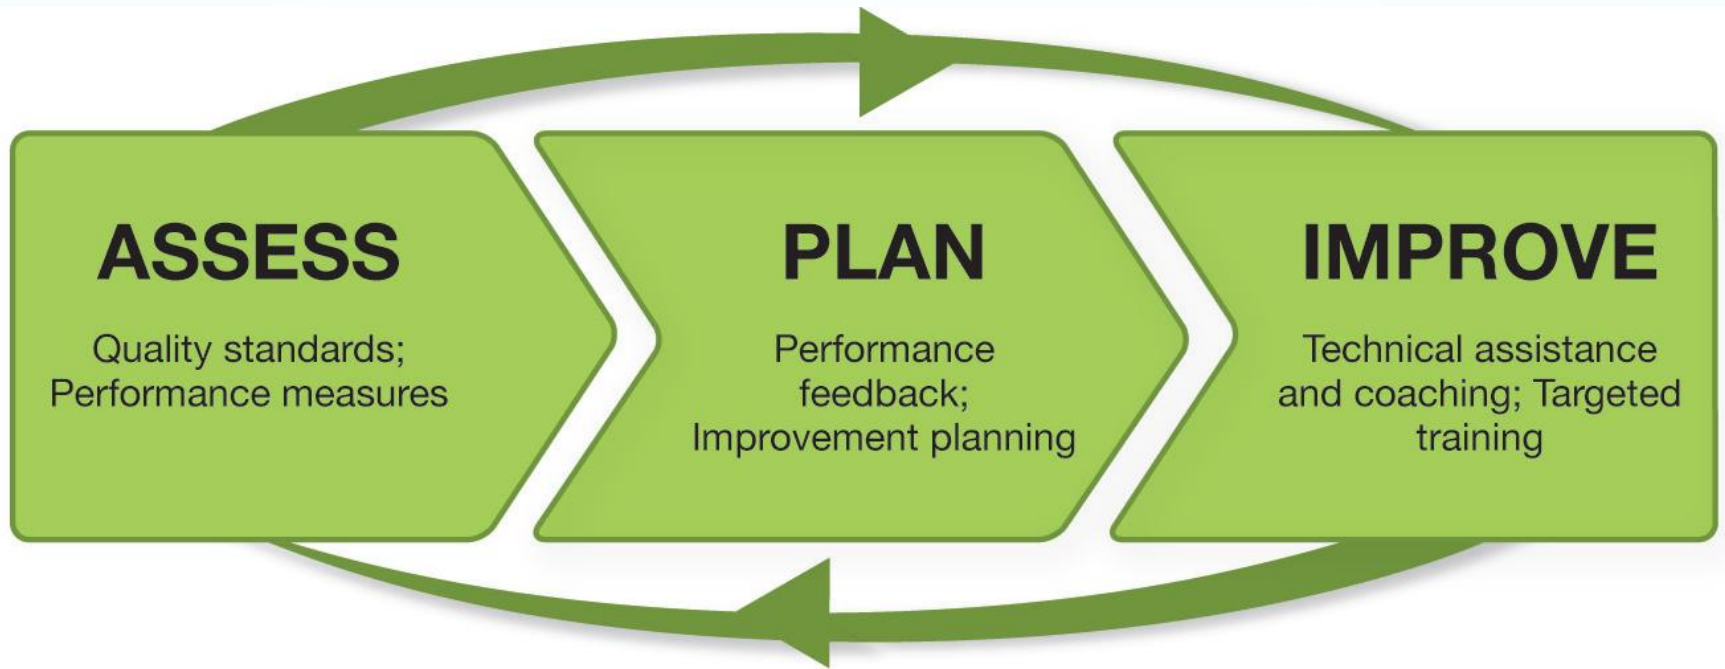 ASSESS
Quality standards;
Performance measures
PLAN
Performance
feedback;
Improvement planning
IMPROVE
Technical assistance
and coaching; Targeted
training